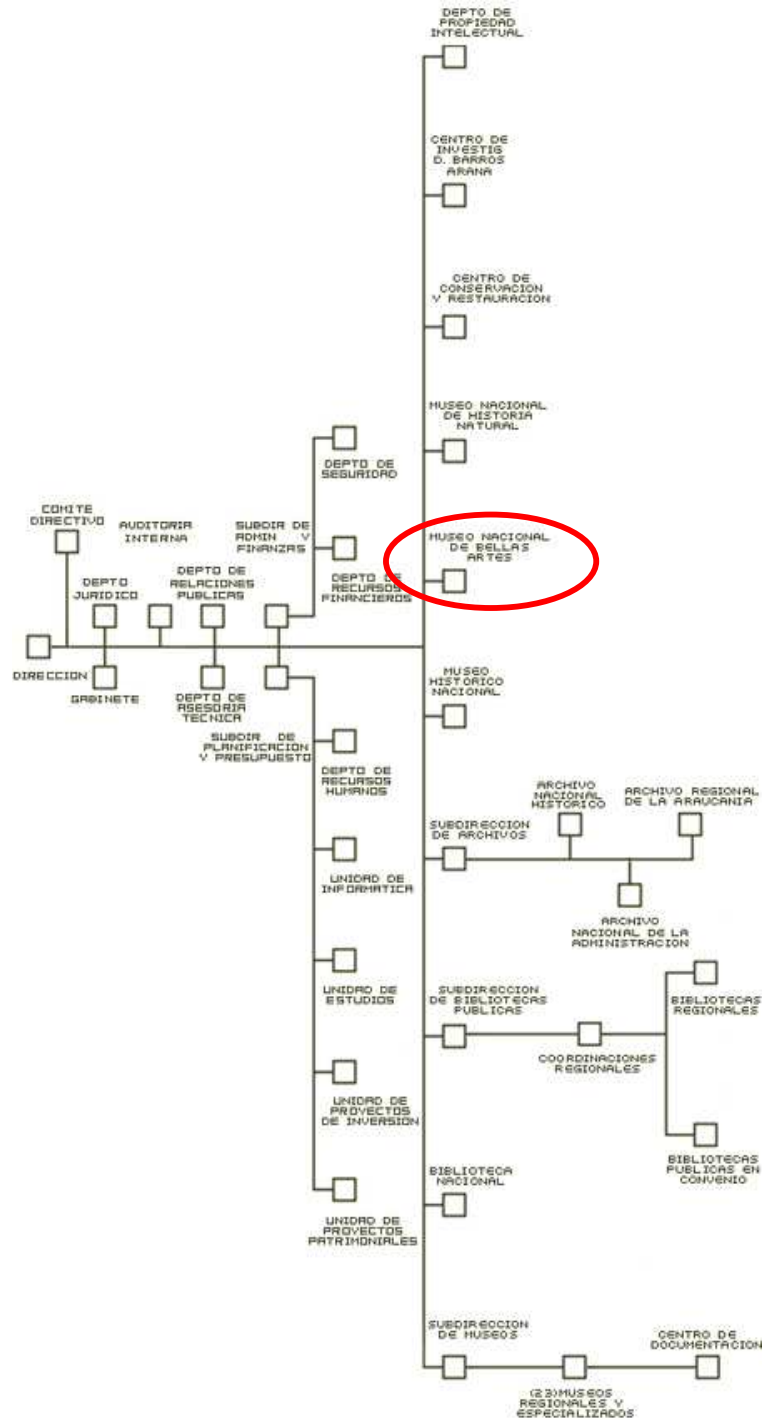 DEPTO DE
PROPIEDAD
INTELECTUAL
CENTRO DE
INVESTIG
D. BARROS
ARANA
CENTRO DE
CONSERVACION
Y RESTAURACION
MUSEO NACIONAL
DE HISTORIA
NATURAL
DEPTO DE
SEGURIDAD
COMITE
DIRECTIVO
AUDITORIA
INTERNA
SUBDIR DE
ADMIN Y
FINANZAS
MUSEO NACIONAL
DE BELLAS
ARTES
DEPTO
JURIDICO
DEPTO DE
RELACIONES
PUBLICAS
DEPTO DE
RECURSOS
FINANCIEROS
DIRECCION
GABINETE
DEPTO DE
ASESORIA
TECNICA
MUSEO
HISTORICO
NACIONAL
SUBDIR DE
PLANIFICACION
Y PRESUPUESTO
DEPTO DE
RECURSOS
HUMANOS
ARCHIVO
NACIONAL
HISTORICO
ARCHIVO REGIONAL
DE LA ARAUCANIA
SUBDIRECCION
DE ARCHIVOS
UNIDAD DE
INFORMATICA
ARCHIVO
NACIONAL DE LA
ADMINISTRACION
UNIDAD DE
ESTUDIOS
SUBDIRECCION
DE BIBLIOTECAS
PUBLICAS
BIBLIOTECAS
REGIONALES
COORDINACIONES
REGIONALES
UNIDAD DE
PROYECTOS
DE INVERSION
BIBLIOTECAS
PUBLICAS EN
CONVENIO
BIBLIOTECA
NACIONAL
UNIDAD DE
PROYECTOS
PATRIMONIALES
SUBDIRECCION
DE MUSEOS
CENTRO DE
DOCUMENTACION
(23)MUSEOS
REGIONALES Y
ESPECIALIZADOS